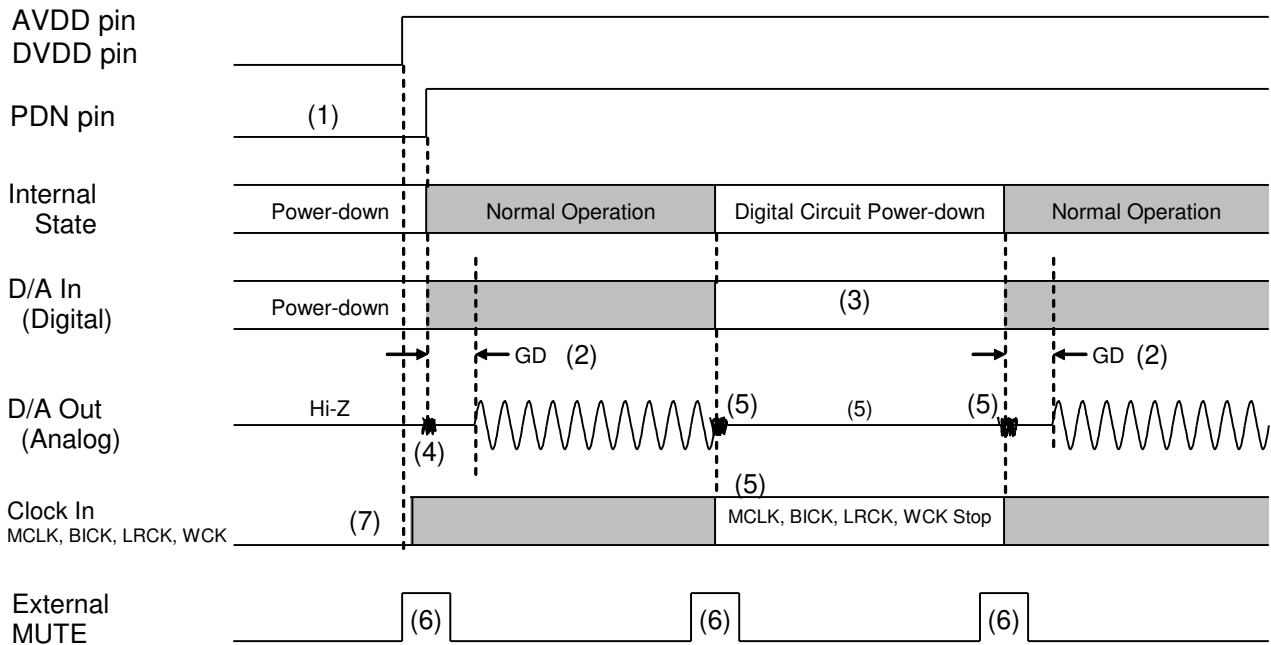 AVDD pin
DVDD pin
PDN pin
(1)
Internal
State
Power-down
Normal Operation
Digital Circuit Power-down
Normal Operation
D/A In
(Digital)
Power-down
(3)
GD (2)
GD (2)
D/A Out
(Analog)
Hi-Z
(4)
(5)
(5)
(5)
(5)
Clock In
MCLK, BICK, LRCK, WCK
(7)
MCLK, BICK, LRCK, WCK Stop
External
MUTE
(6)
(6)
(6)